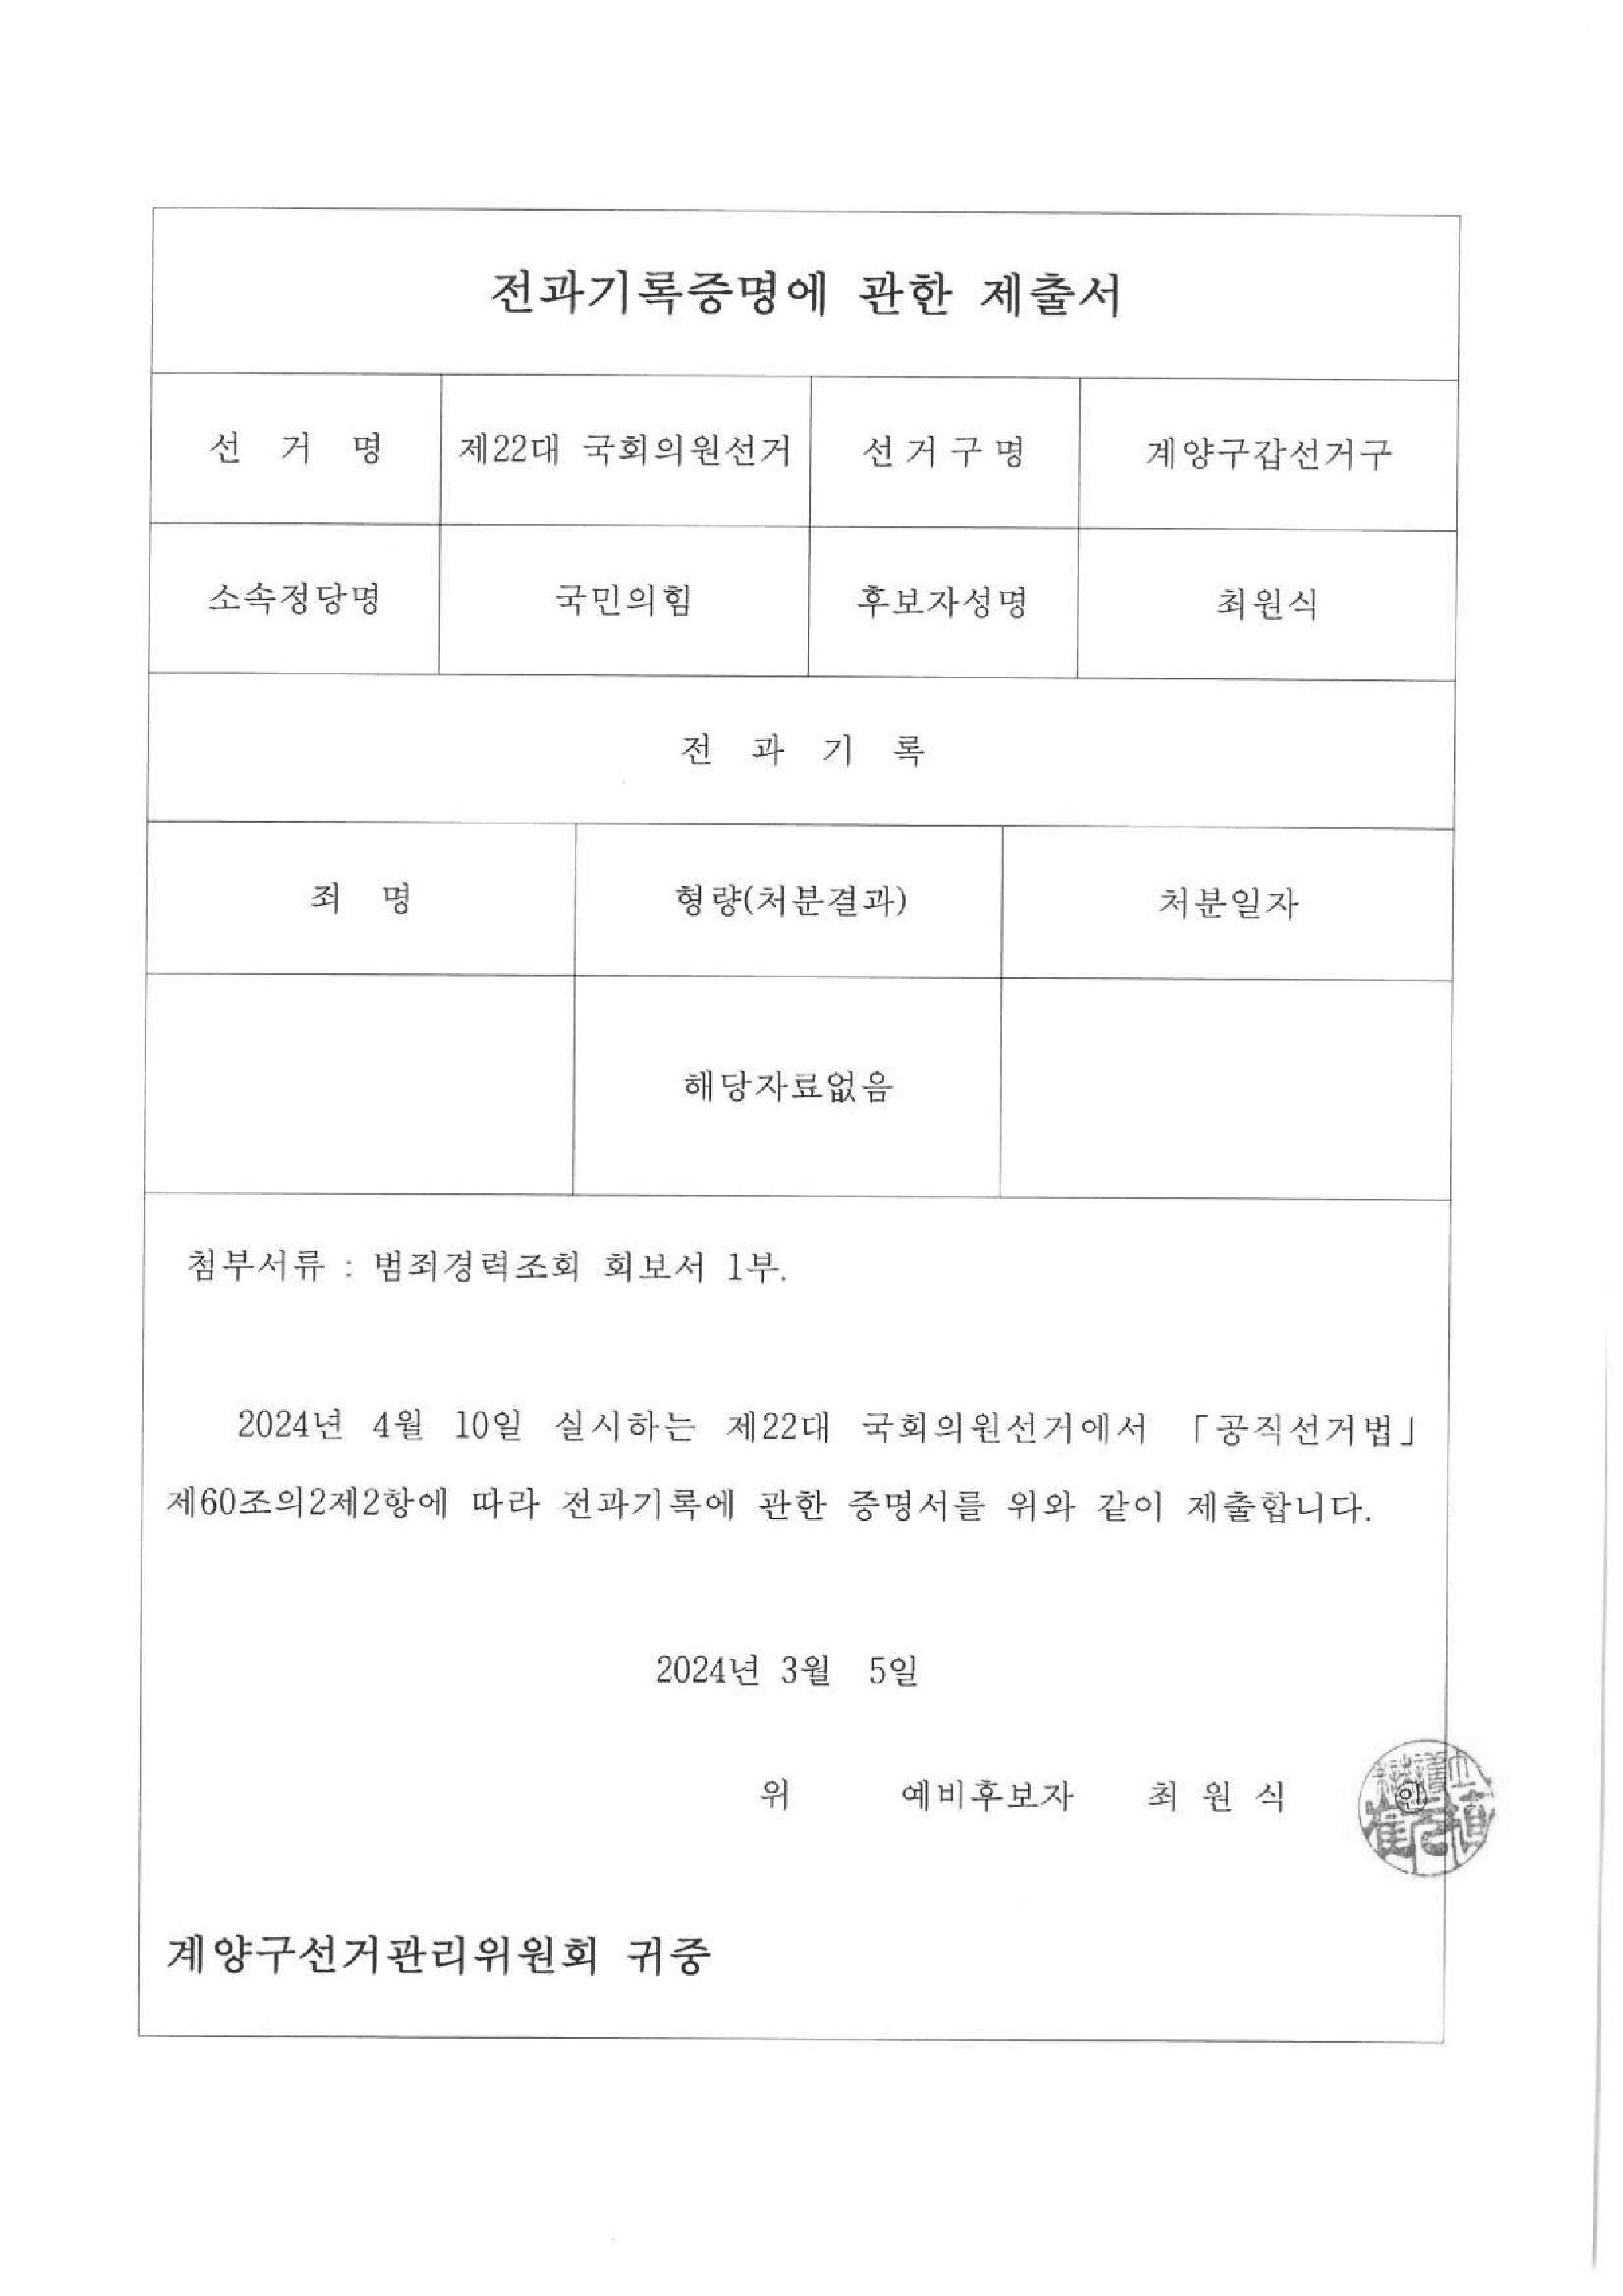 전과기록증명에 관한 제출서
선 거 명 제22대 국회의원선거 선거구명 계양구갑선거구
소속정당명 국민의힘 후보자성명 최원식
전 과 기 록
죄 명 형량(처분결과) 처분일자
해당자료없음
첨부서류 : 범죄경력조회 회보서 1부.
2024년 4월 10일 실시하는 제22대 국회의원선거에서 「공직선거법」
제60조의2제2항에 따라 전과기록에 관한 증명서를 위와 같이 제출합니다.
2024년 3월 5일
위 예비후보자 최 원 식 ㊞
계양구선거관리위원회 귀중